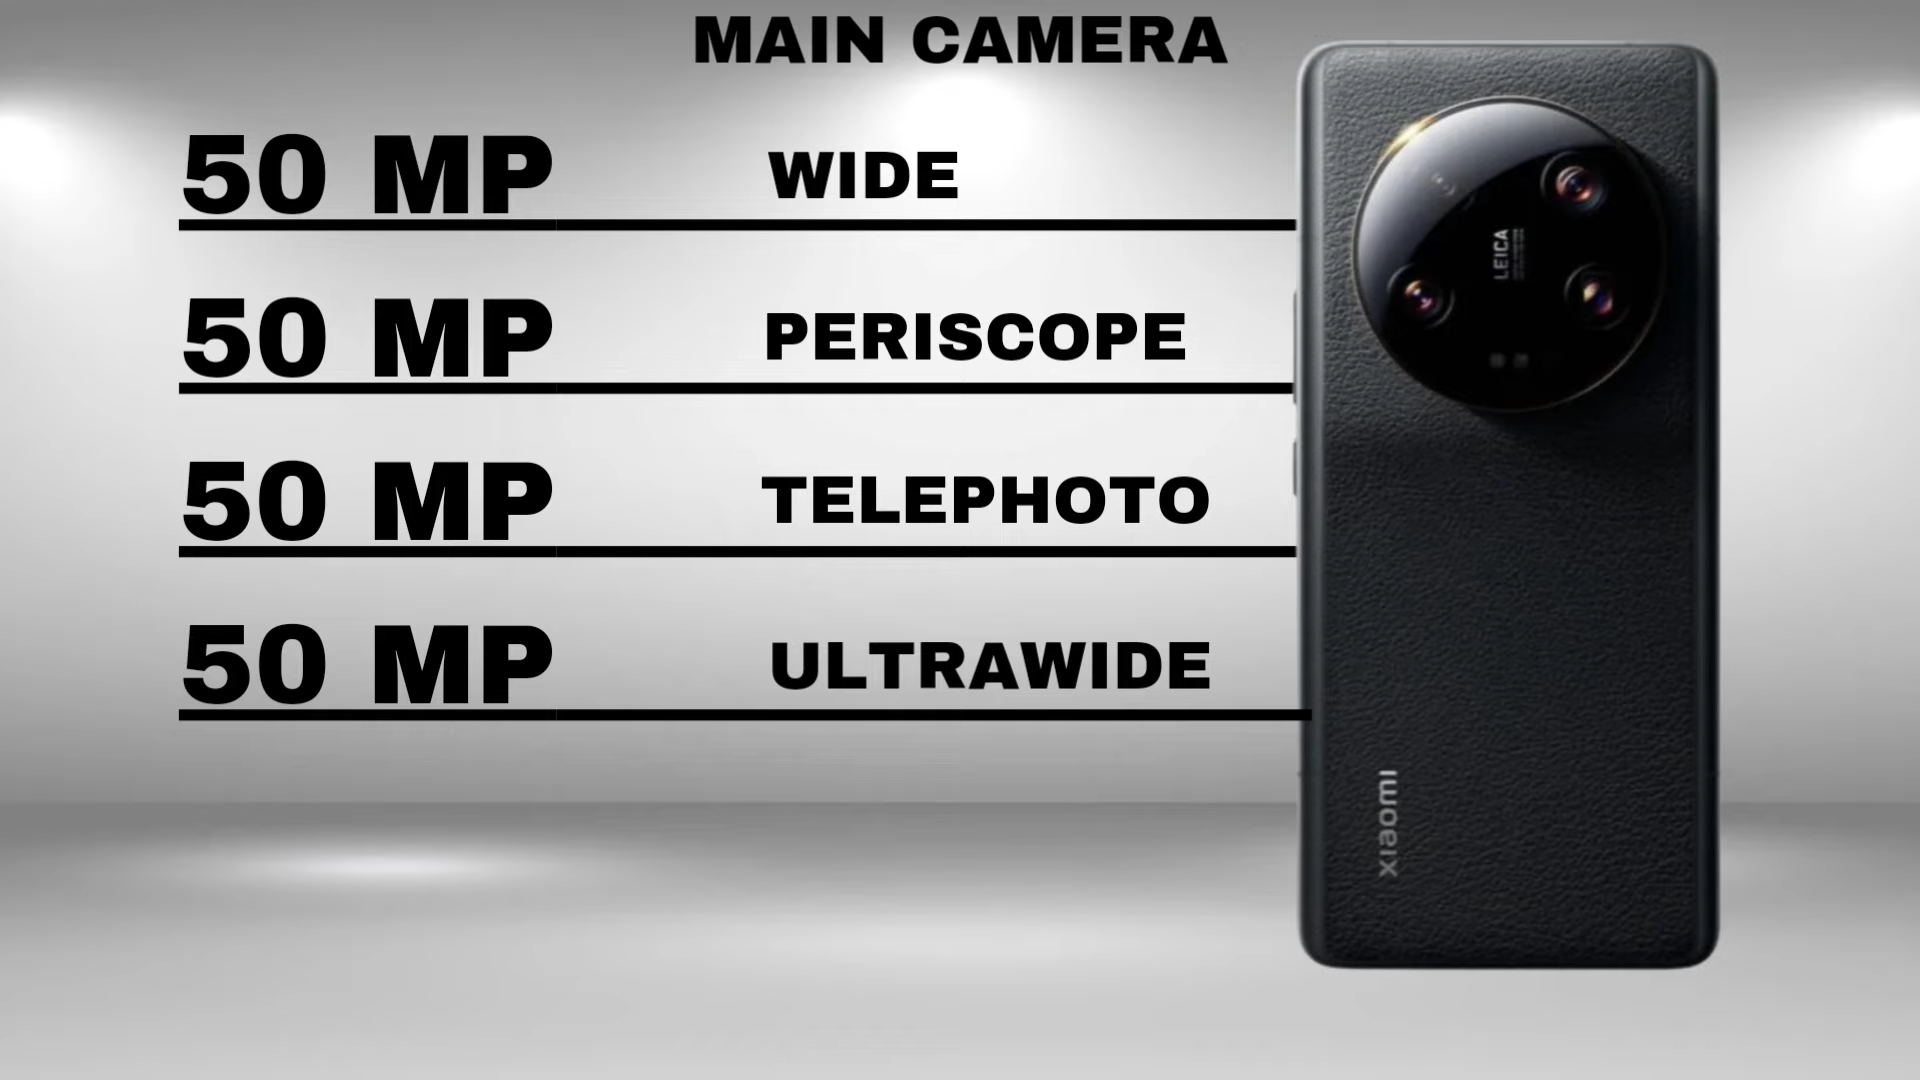 MAIN CAMERA
50 MP WIDE
50 MP PERISCOPE
50 MP TELEPHOTO
50 MP ULTRAWIDE
LEICA
xiaomi